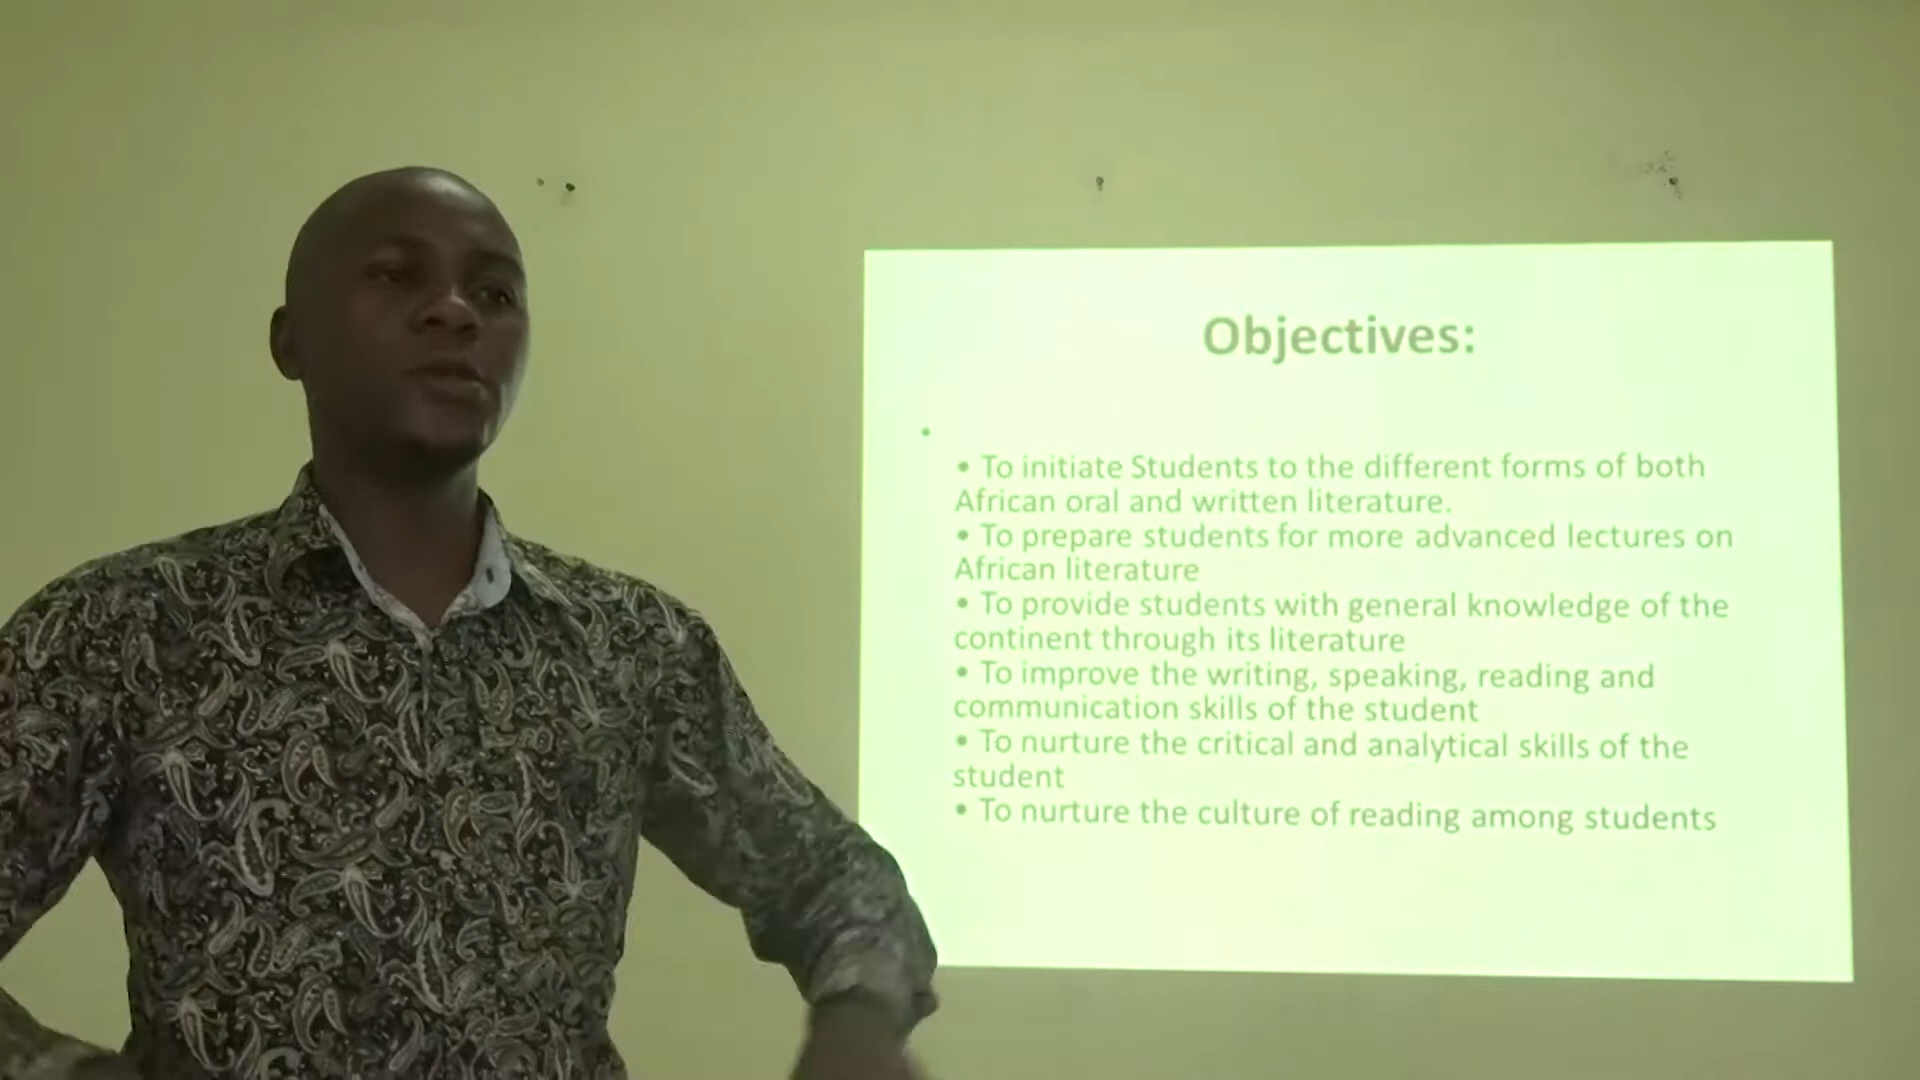 Objectives:
•
• To initiate Students to the different forms of both
African oral and written literature.
• To prepare students for more advanced lectures on
African literature
• To provide students with general knowledge of the
continent through its literature
• To improve the writing, speaking, reading and
communication skills of the student
• To nurture the critical and analytical skills of the
student
• To nurture the culture of reading among students